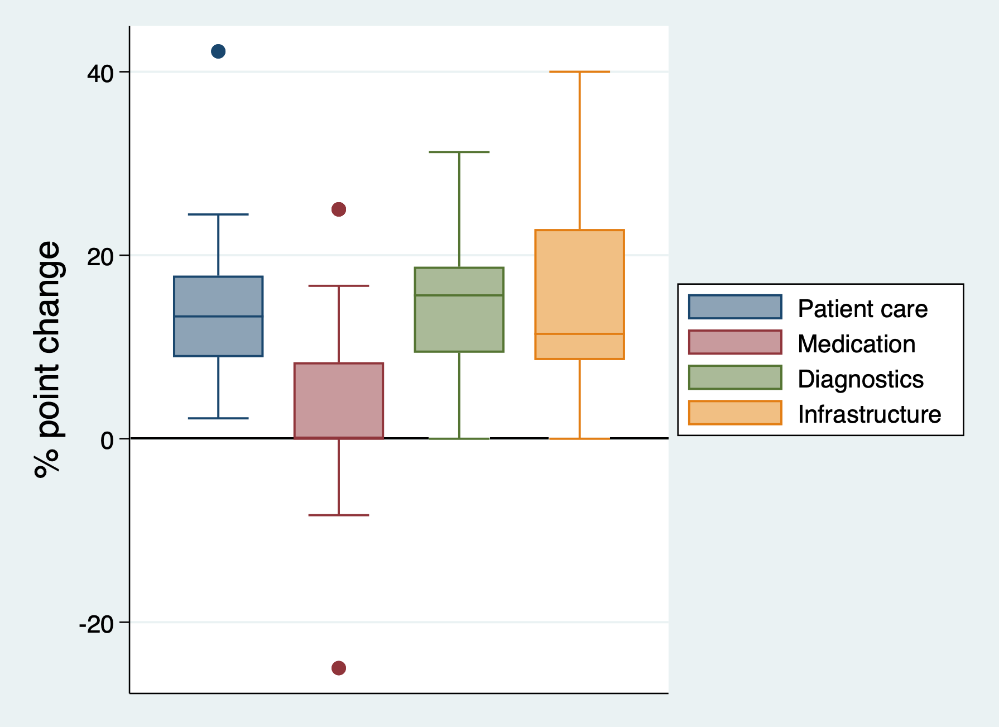 % point change
40
20
0
-20
Patient care
Medication
Diagnostics
Infrastructure